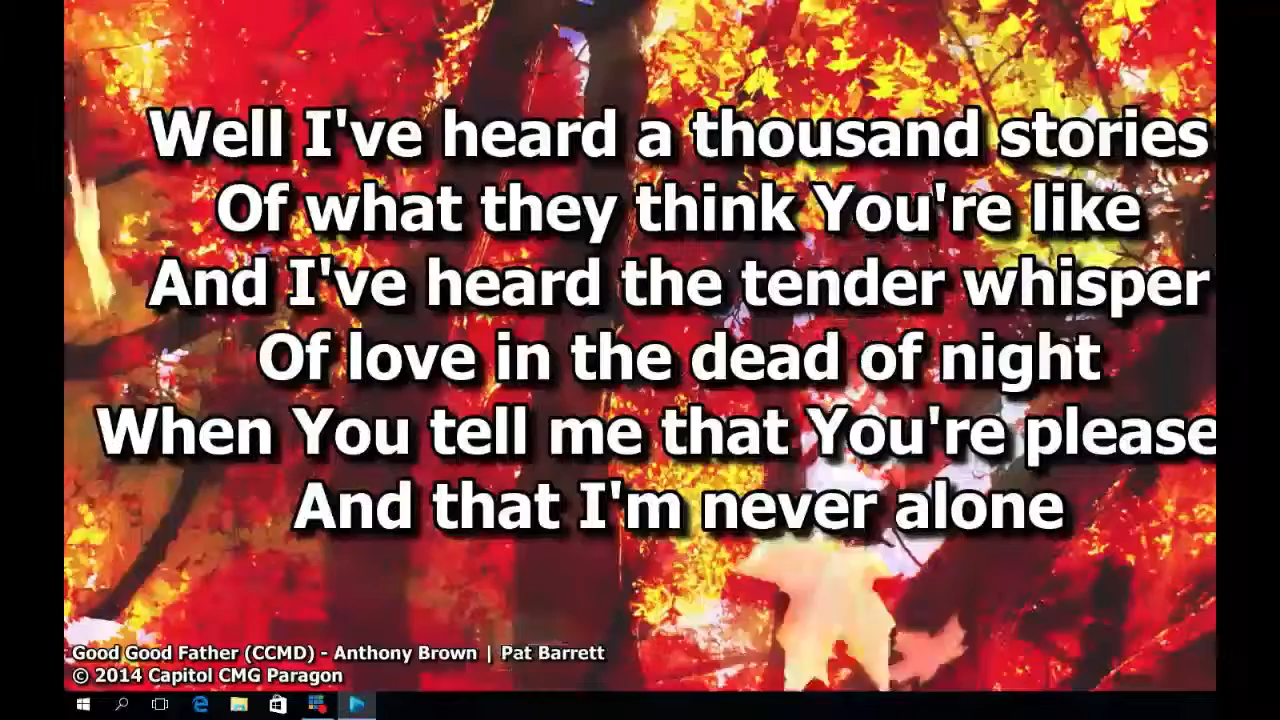 Well I've heard a thousand stories
Of what they think You're like
And I've heard the tender whisper
Of love in the dead of night
When You tell me that You're please
And that I'm never alone
Good Good Father (CCMD) - Anthony Brown | Pat Barrett
© 2014 Capitol CMG Paragon